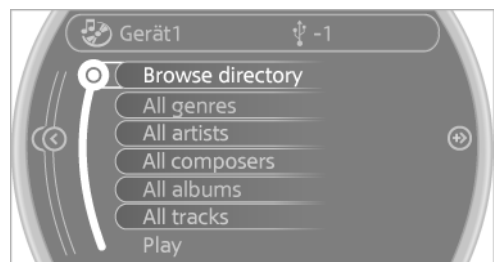 Gerät1 -1
Browse directory
All genres
All artists
All composers
All albums
All tracks
Play